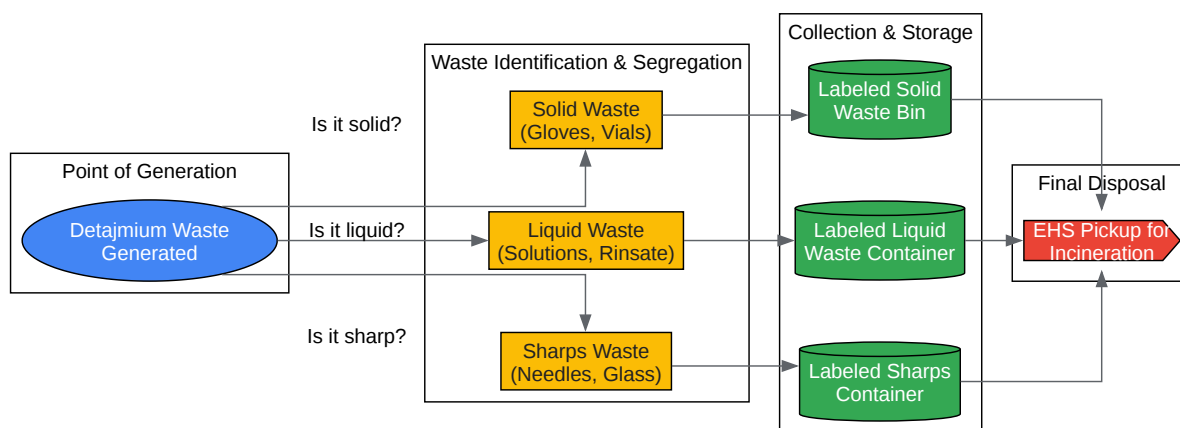 Collection & Storage
Waste Identification & Segregation
Labeled Solid
Waste Bin
Solid Waste
(Gloves, Vials)
Is it solid?
Point of Generation
Final Disposal
Detajmium Waste
Generated
Is it liquid?
Liquid Waste
(Solutions, Rinsate)
Labeled Liquid
Waste Container
EHS Pickup for
Incineration
Is it sharp?
Sharps Waste
(Needles, Glass)
Labeled Sharps
Container